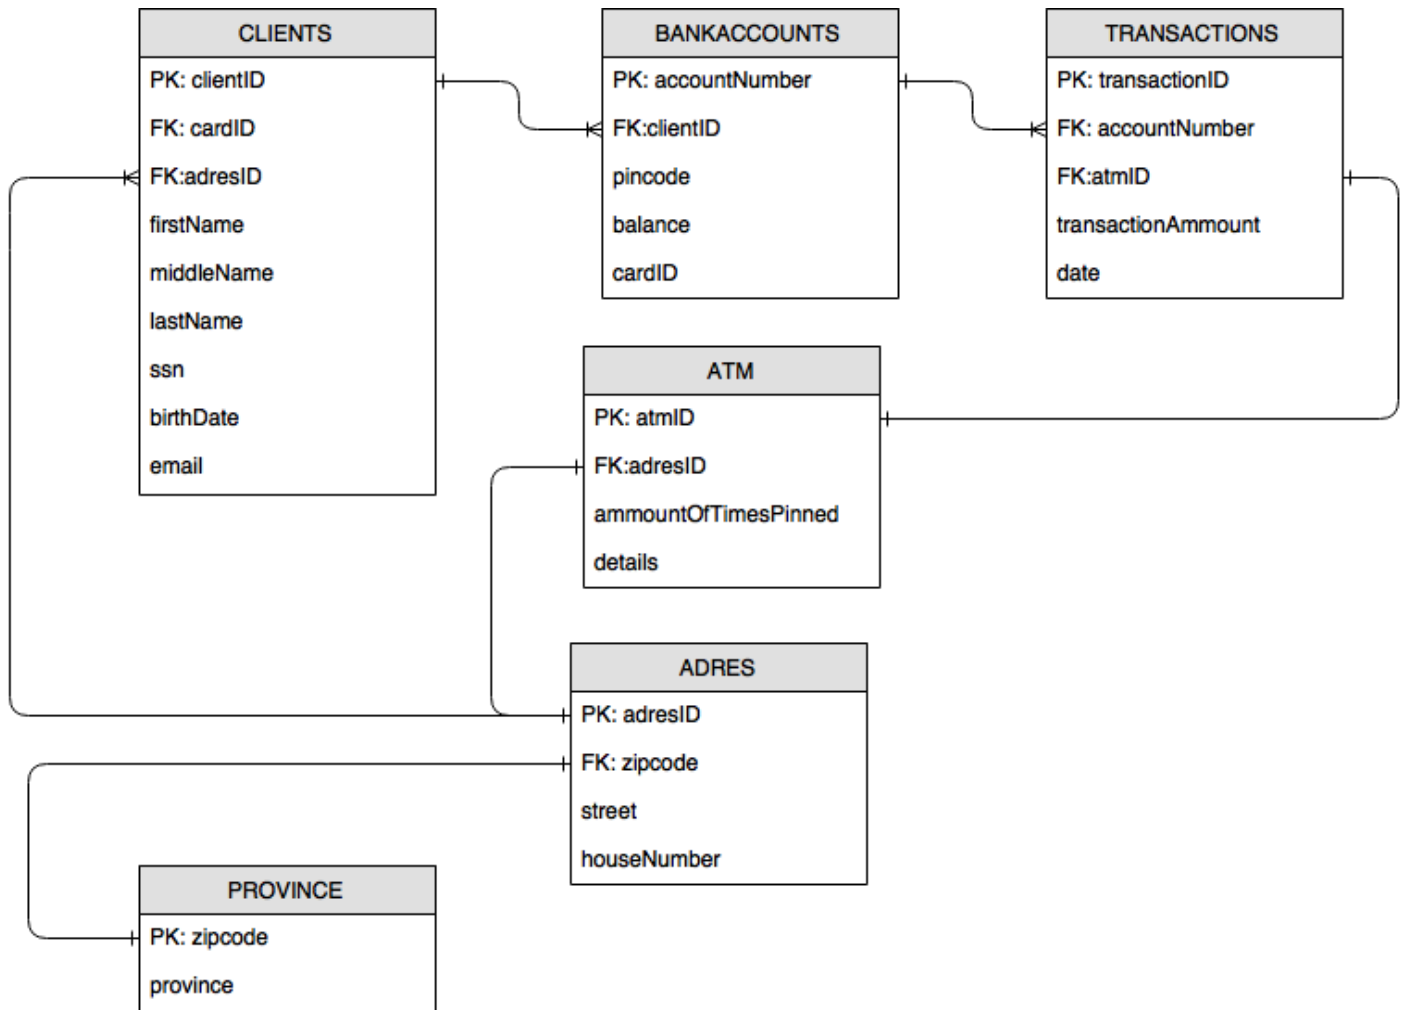 CLIENTS
PK: clientID
FK: cardID
FK:adresID
firstName
middleName
lastName
ssn
birthDate
email
BANKACCOUNTS
PK: accountNumber
FK:clientID
pincode
balance
cardID
TRANSACTIONS
PK: transactionID
FK: accountNumber
FK:atmID
transactionAmmount
date
ATM
PK: atmID
FK:adresID
ammountOfTimesPinned
details
ADRES
PK: adresID
FK: zipcode
street
houseNumber
PROVINCE
PK: zipcode
province